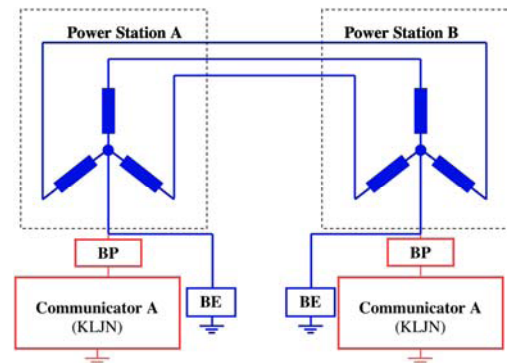 Power Station A
Power Station B
BP
BP
BE
BE
Communicator A
(KLJN)
Communicator A
(KLJN)